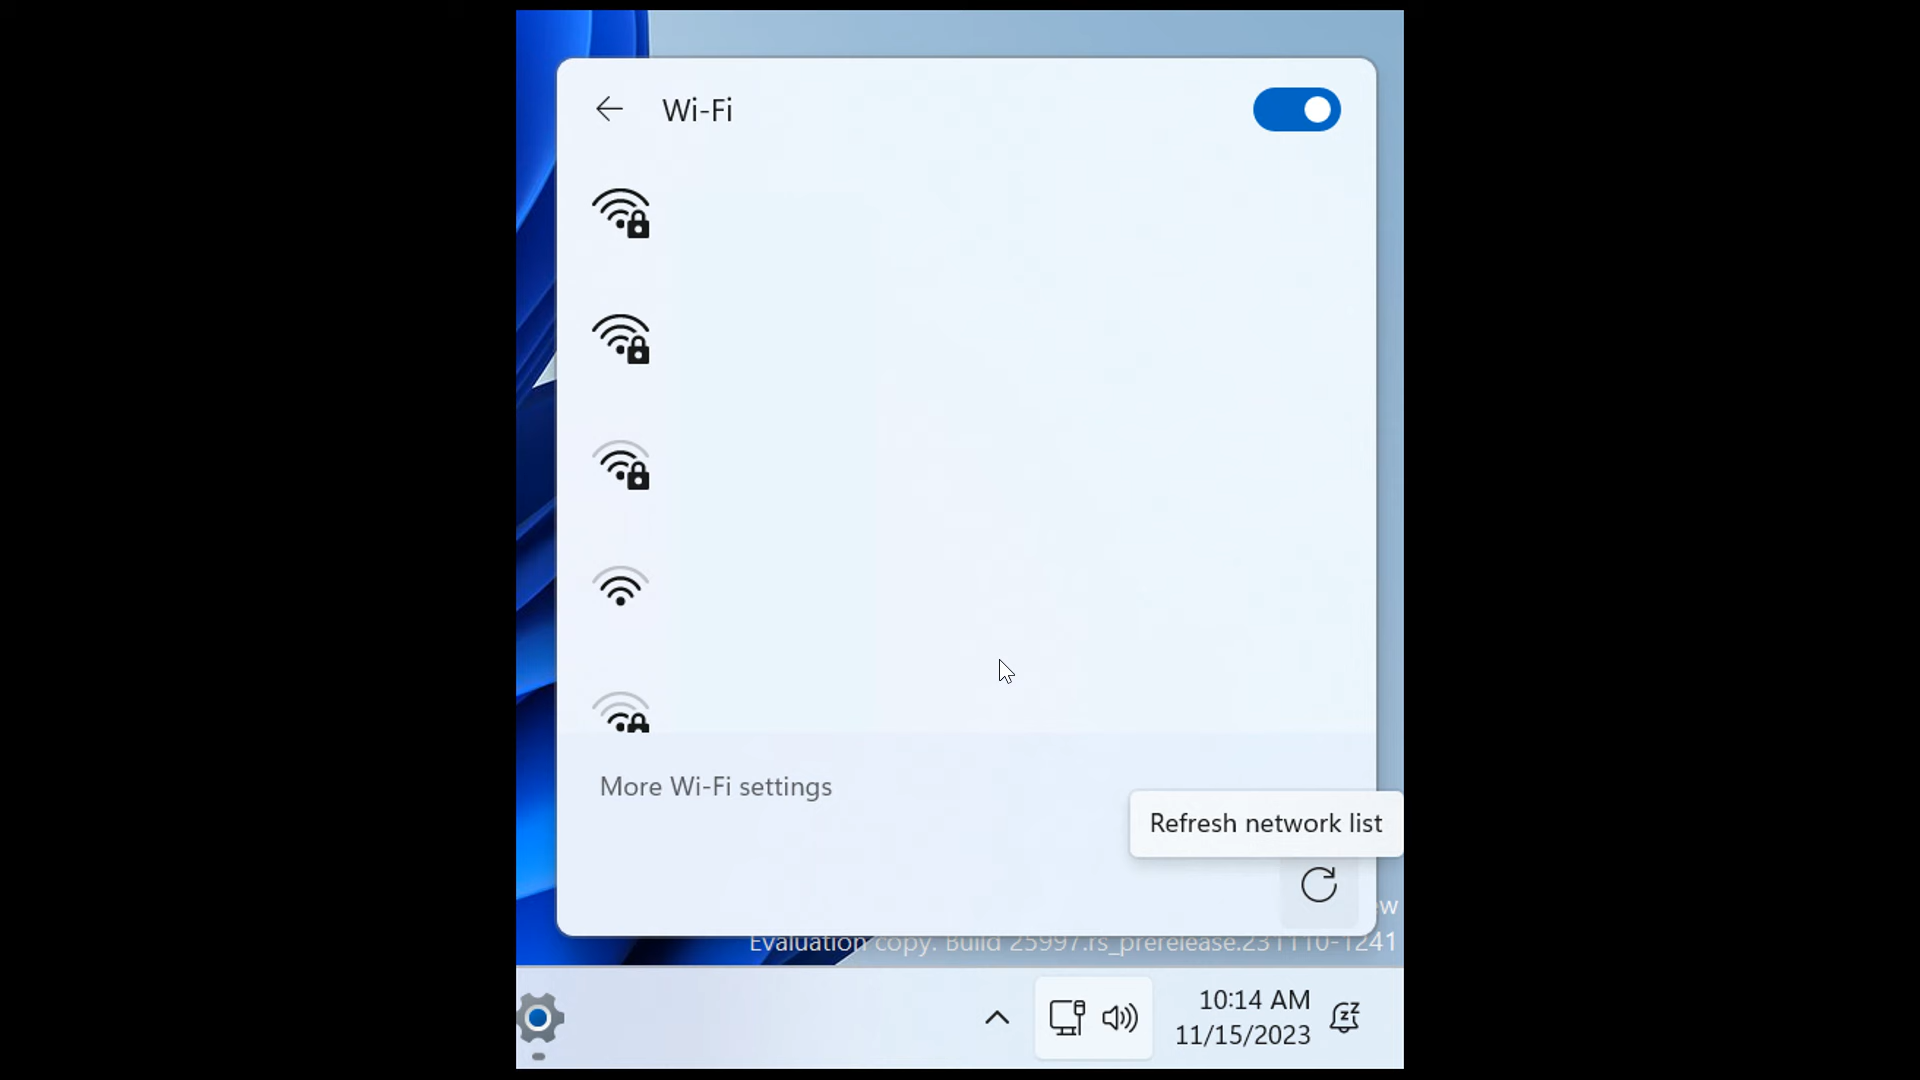 Wi-Fi
More Wi-Fi settings
Refresh network list
ew
Evaluation copy. Build 25997.rs_prerelease.231110-1241
10:14 AM
11/15/2023